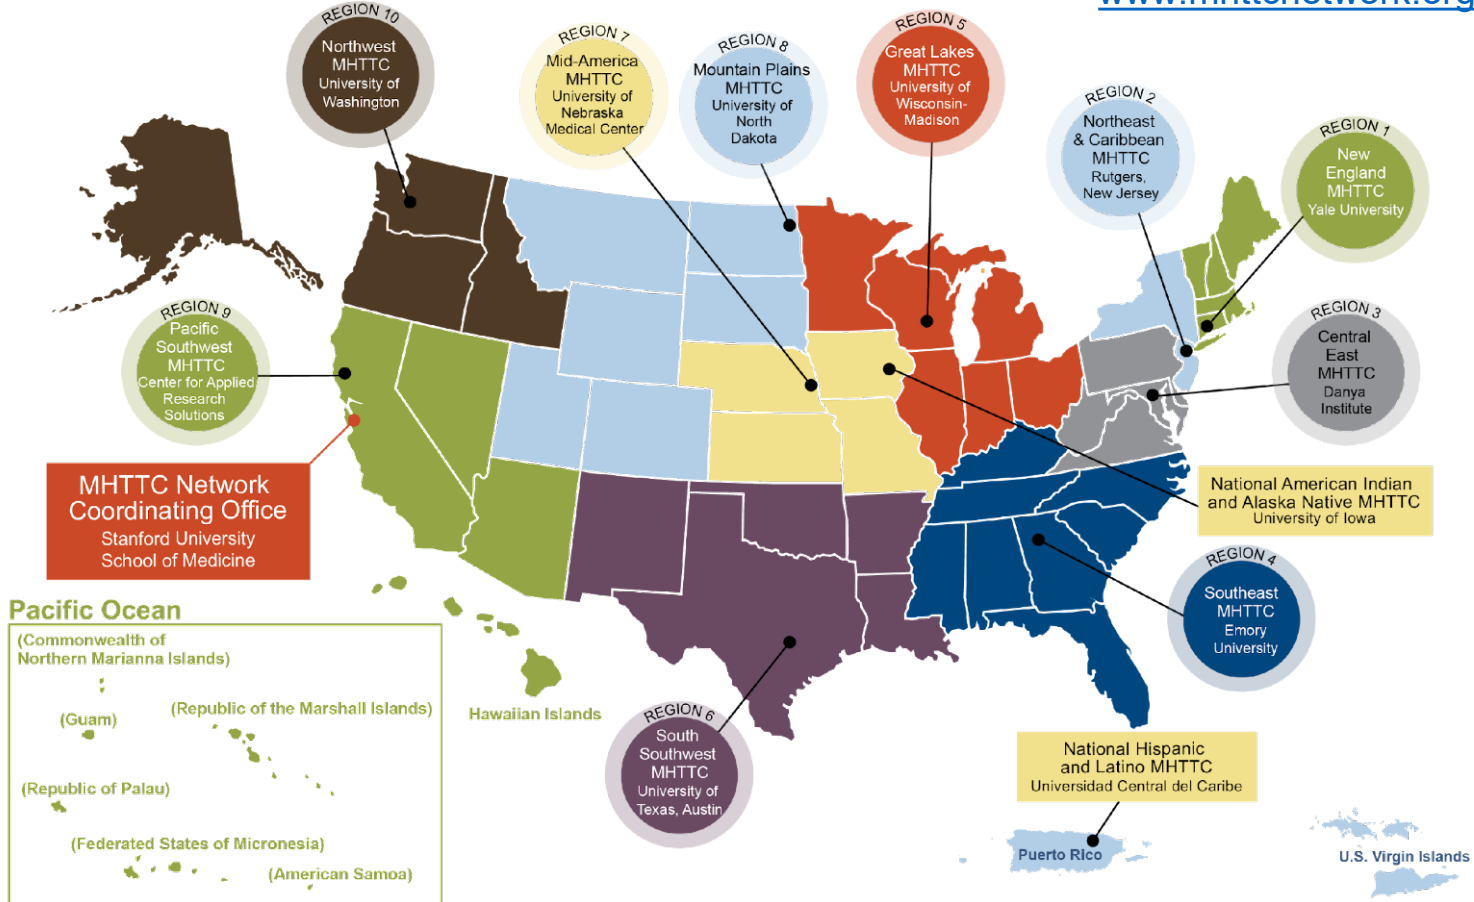 www.mhttcnetwork.org
REGION 10
Northwest
MHTTC
University of
Washington
REGION 7
Mid-America
MHTTC
University of
Nebraska
Medical Center
REGION 8
Mountain Plains
MHTTC
University of
North
Dakota
REGION 5
Great Lakes
MHTTC
University of
Wisconsin-
Madison
REGION 2
Northeast
& Caribbean
MHTTC
Rutgers,
New Jersey
REGION 1
New
England
MHTTC
Yale University
REGION 9
Pacific
Southwest
MHTTC
Center for Applied
Research
Solutions
REGION 3
Central
East
MHTTC
Danya
Institute
MHTTC Network
Coordinating Office
Stanford University
School of Medicine
National American Indian
and Alaska Native MHTTC
University of Iowa
REGION 4
Southeast
MHTTC
Emory
University
Pacific Ocean
(Commonwealth of
Northern Marianna Islands)
(Guam)
(Republic of the Marshall Islands)
(Republic of Palau)
(Federated States of Micronesia)
(American Samoa)
Hawaiian Islands
REGION 6
South
Southwest
MHTTC
University of
Texas, Austin
National Hispanic
and Latino MHTTC
Universidad Central del Caribe
Puerto Rico
U.S. Virgin Islands